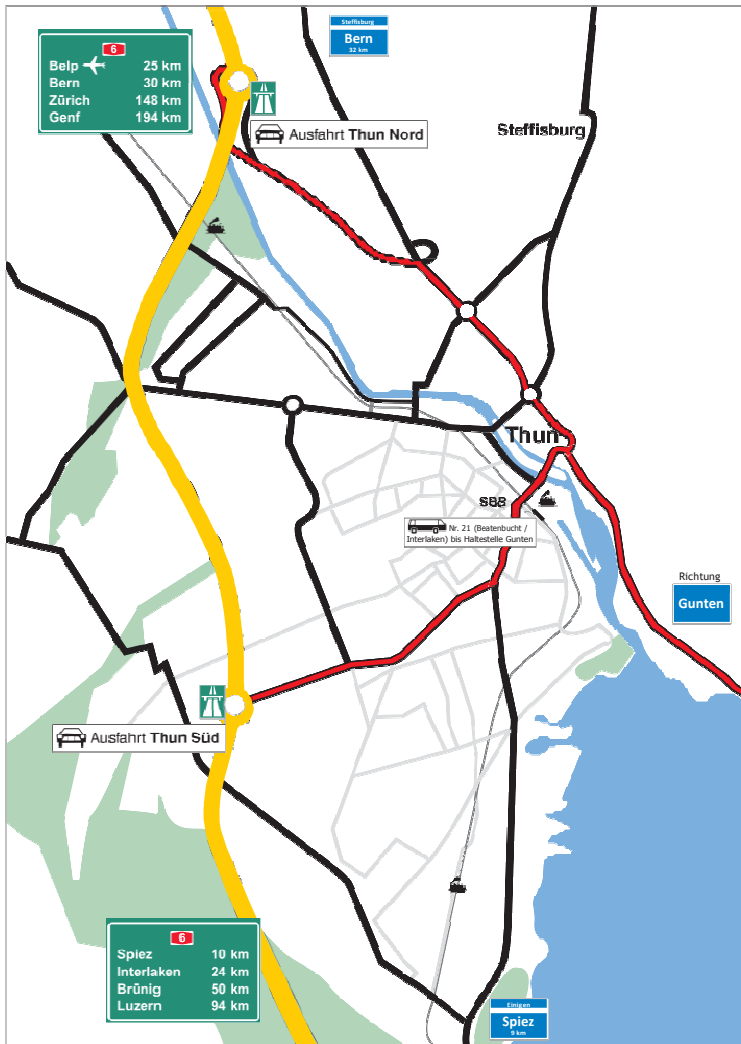 6
Belp 25 km
Bern 30 km
Zürich 148 km
Genf 194 km
Steffisburg
Bern
32 km
Ausfahrt Thun Nord
Steffisburg
Thun
SBB
Nr. 21 (Beatenbucht /
Interlaken) bis Haltestelle Gunten
Richtung
Gunten
Ausfahrt Thun Süd
6
Spiez 10 km
Interlaken 24 km
Brünig 50 km
Luzern 94 km
Einigen
Spiez
9 km